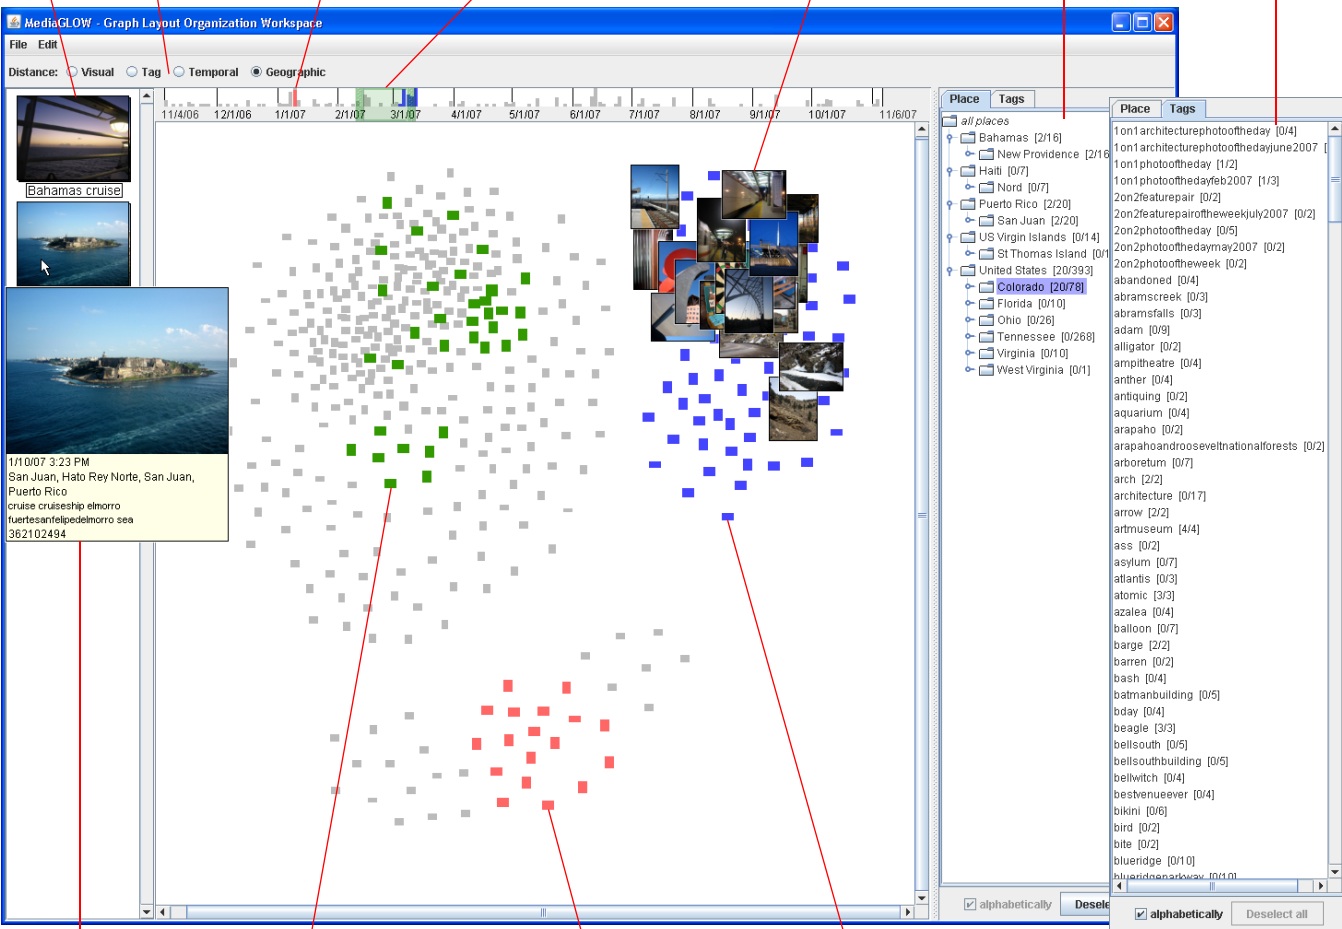 MediaGLOW - Graph Layout Organization Workspace
File Edit
Distance: Visual Tag Temporal Geographic
11/4/06 12/1/06 1/1/07 2/1/07 3/1/07 4/1/07 5/1/07 6/1/07 7/1/07 8/1/07 9/1/07 10/1/07 11/6/07
Bahamas cruise
1/10/07 3:23 PM
San Juan, Hato Rey Norte, San Juan,
Puerto Rico
cruise cruiseship elmorro
fuertesanfelipedelmorro sea
362102494
Place Tags
all places
Bahamas [2/16]
New Providence [2/16
Haiti [0/7]
Nord [0/7]
Puerto Rico [2/20]
San Juan [2/20]
US Virgin Islands [0/14]
St Thomas Island [0/1
United States [20/393]
Colorado [20/78]
Florida [0/10]
Ohio [0/26]
Tennessee [0/268]
Virginia [0/10]
West Virginia [0/1]
alphabetically Desele
Place Tags
1on1architecturephotooftheday [0/4]
1on1architecturephotoofthedayjune2007 [
1on1photooftheday [1/2]
1on1photoofthedayfeb2007 [1/3]
2on2featurepair [0/2]
2on2featurepairoftheweekjuly2007 [0/2]
2on2photooftheday [0/5]
2on2photoofthedaymay2007 [0/2]
2on2photooftheweek [0/2]
abandoned [0/4]
abramscreek [0/3]
abramsfalls [0/3]
adam [0/9]
alligator [0/2]
ampitheatre [0/4]
anther [0/4]
antiquing [0/2]
aquarium [0/4]
arapaho [0/2]
arapahoandrooseveltnationalforests [0/2]
arboretum [0/7]
arch [2/2]
architecture [0/17]
arrow [2/2]
artmuseum [4/4]
ass [0/2]
asylum [0/7]
atlantis [0/3]
atomic [3/3]
azalea [0/4]
balloon [0/7]
barge [2/2]
barren [0/2]
bash [0/4]
batmanbuilding [0/5]
bday [0/4]
beagle [3/3]
bellsouth [0/5]
bellsouthbuilding [0/5]
bellwitch [0/4]
bestvenueever [0/4]
bikini [0/6]
bird [0/2]
bite [0/2]
blueridge [0/10]
blueridgeparkway [0/10]
alphabetically Deselect all